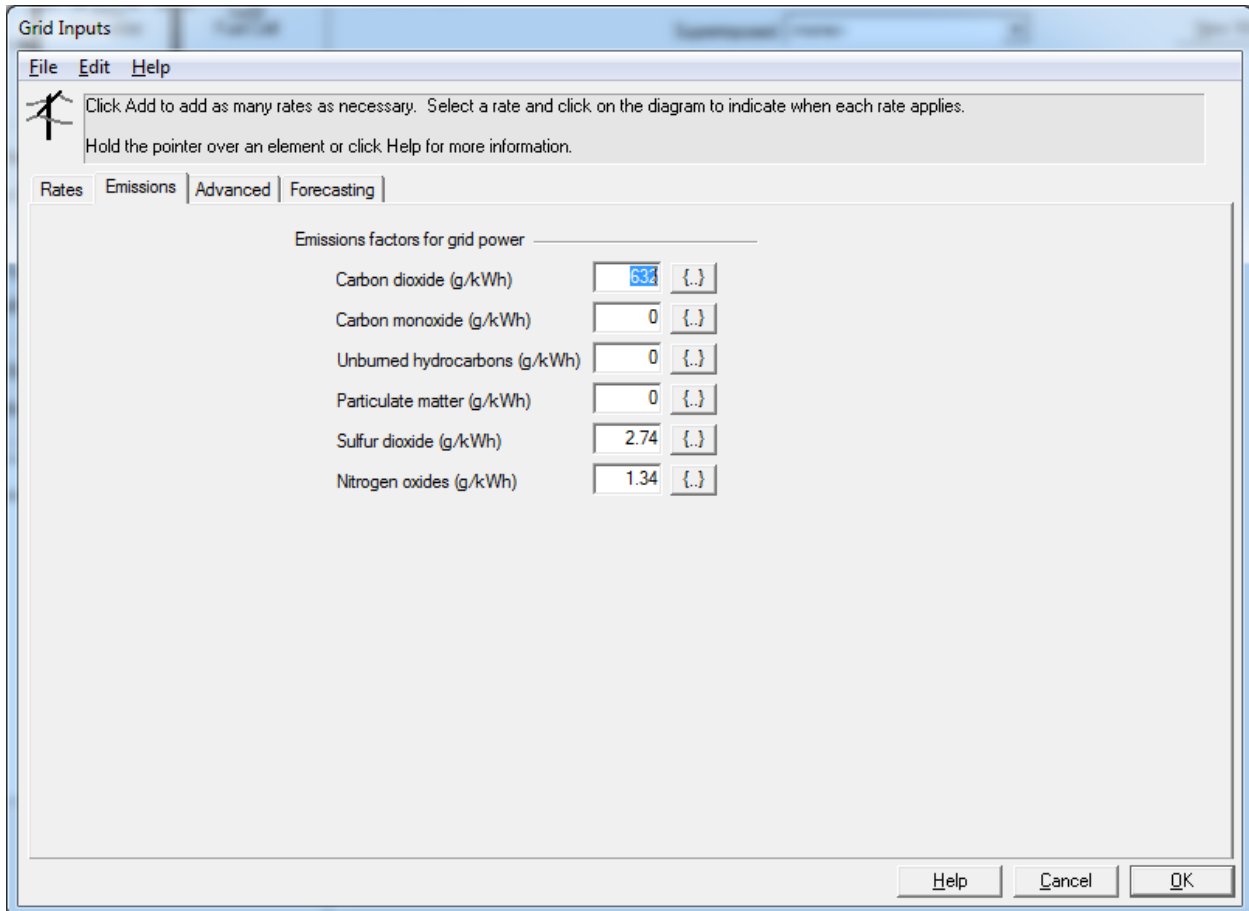 Grid Inputs
File Edit Help
Click Add to add as many rates as necessary. Select a rate and click on the diagram to indicate when each rate applies.
Hold the pointer over an element or click Help for more information.
Rates Emissions Advanced Forecasting
Emissions factors for grid power
Carbon dioxide (g/kWh) 632 {..}
Carbon monoxide (g/kWh) 0 {..}
Unburned hydrocarbons (g/kWh) 0 {..}
Particulate matter (g/kWh) 0 {..}
Sulfur dioxide (g/kWh) 2.74 {..}
Nitrogen oxides (g/kWh) 1.34 {..}
Help Cancel OK